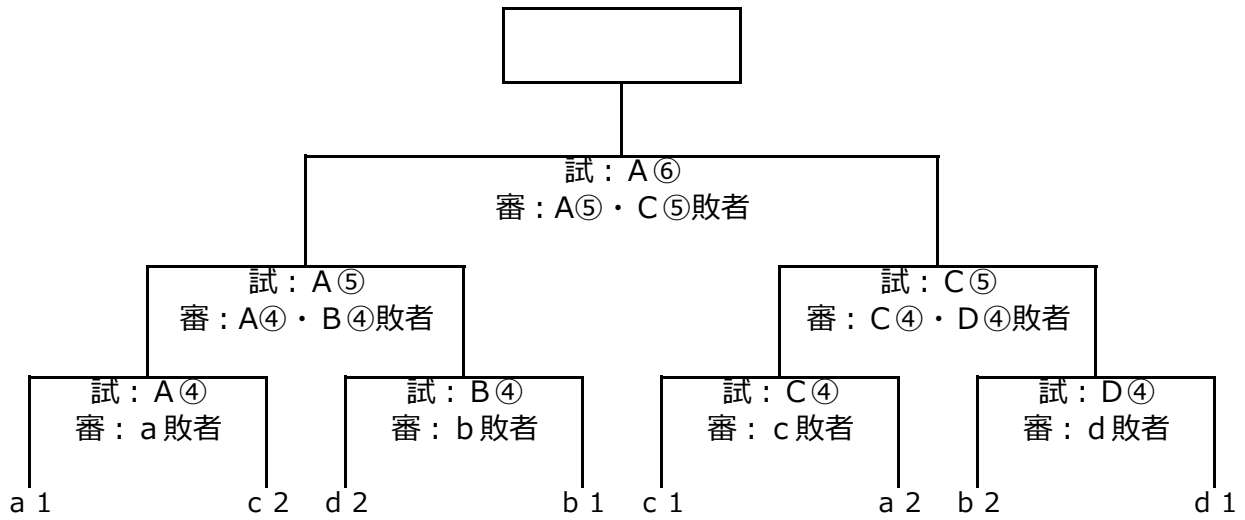 試：A⑥
審：A⑤・C⑤敗者
試：A⑤
審：A④・B④敗者
試：C⑤
審：C④・D④敗者
試：A④
審：a敗者
試：B④
審：b敗者
試：C④
審：c敗者
試：D④
審：d敗者
a 1
c 2
d 2
b 1
c 1
a 2
b 2
d 1